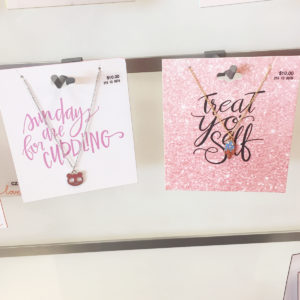 $10.00
sundays
are
for CUDDLING
$10.00
treat
yo
self